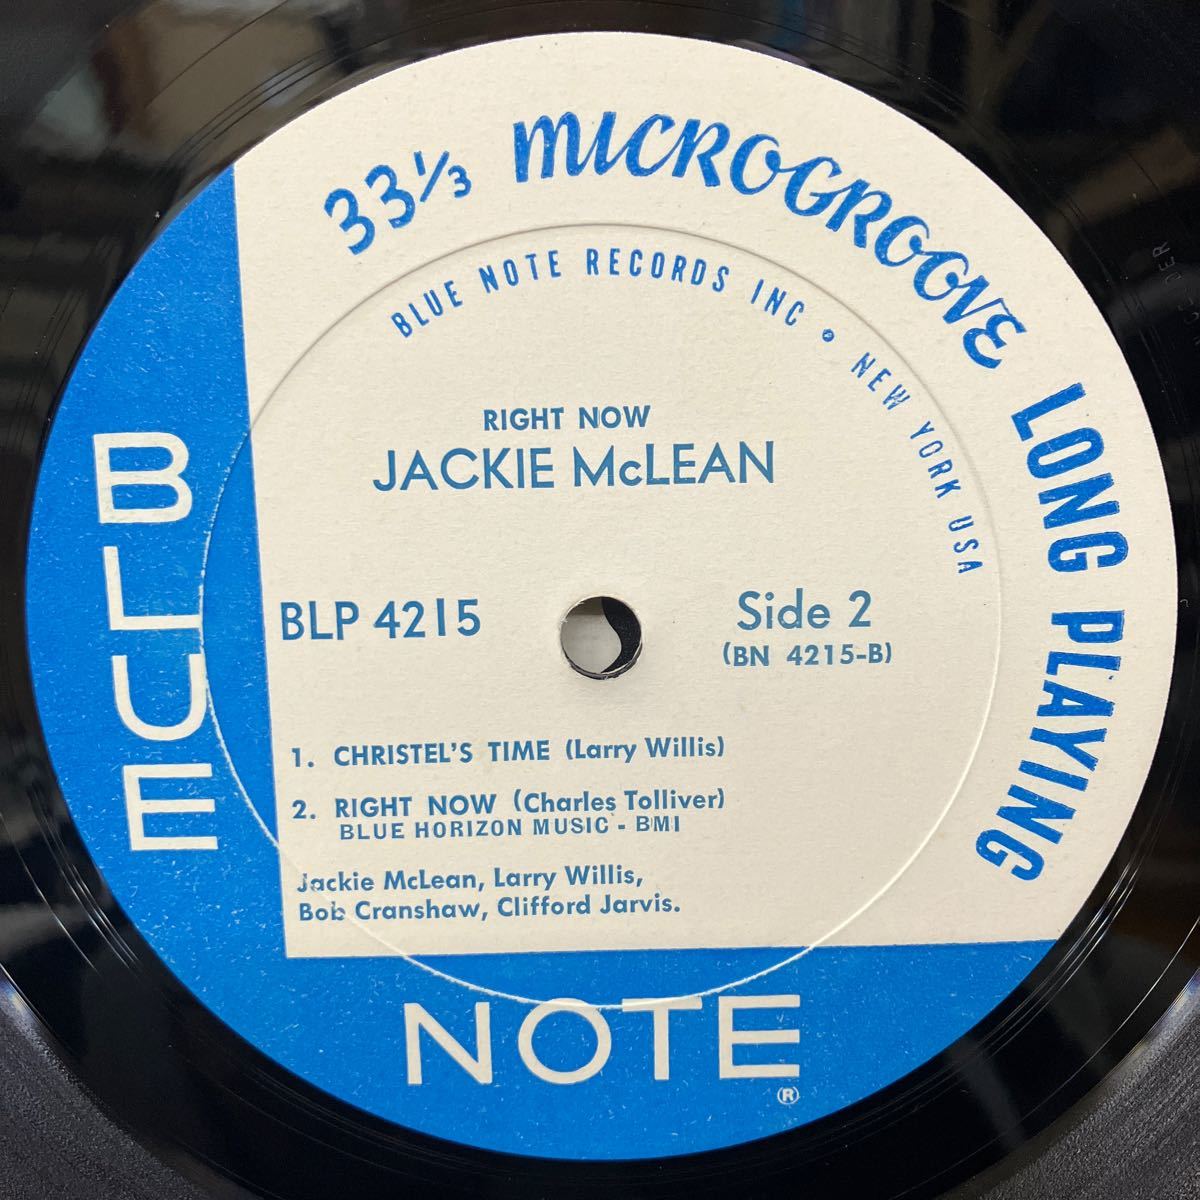 33⅓ MICROGROOVE LONG PLAYING
BLUE NOTE RECORDS INC • NEW YORK USA
RIGHT NOW
JACKIE McLEAN
BLP 4215
Side 2
(BN 4215-B)
1. CHRISTEL'S TIME (Larry Willis)
2. RIGHT NOW (Charles Tolliver)
BLUE HORIZON MUSIC - BMI
Jackie McLean, Larry Willis,
Bob Cranshaw, Clifford Jarvis.
BLUE
NOTE®